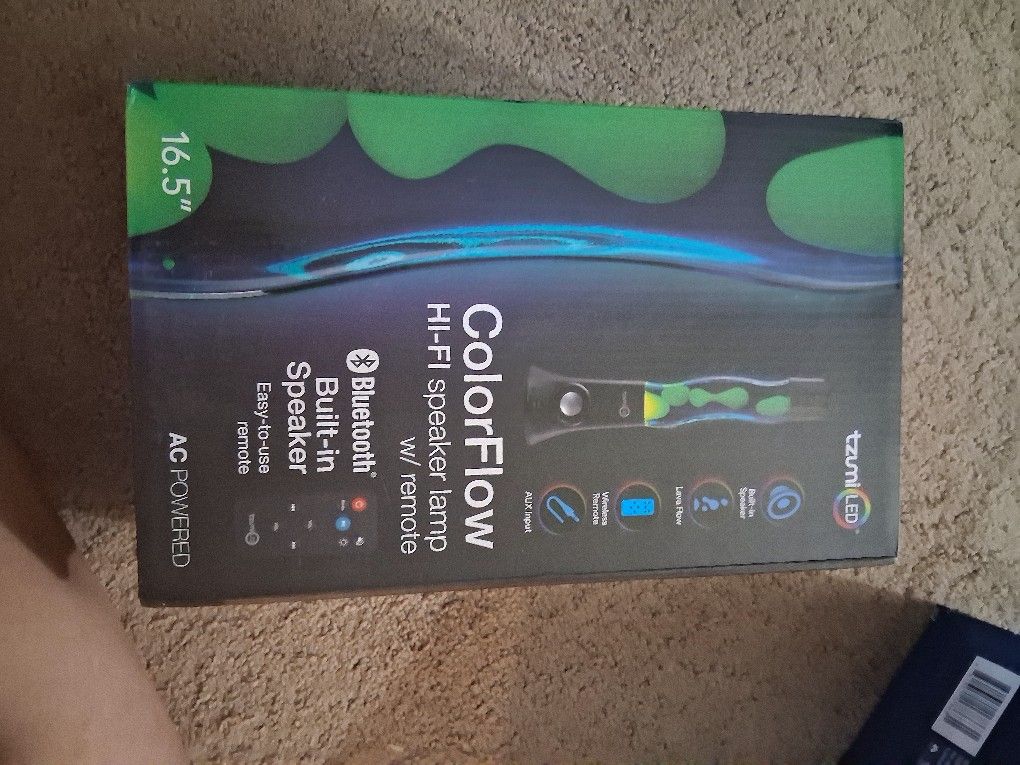 tzumi LED
Built-in
Speaker
Lava Flow
Wireless
Remote
AUX Input
ColorFlow
HI-FI speaker lamp
w/ remote
Bluetooth®
Built-in
Speaker
Easy-to-use
remote
16.5"
AC POWERED